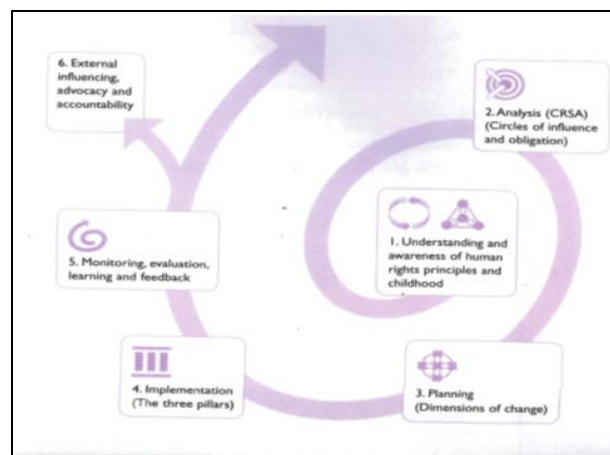 6. External
influencing,
advocacy and
accountability
2. Analysis (CRSA)
(Circles of influence
and obligation)
1. Understanding and
awareness of human
rights principles and
childhood
5. Monitoring, evaluation,
learning and feedback
4. Implementation
(The three pillars)
3. Planning
(Dimensions of change)